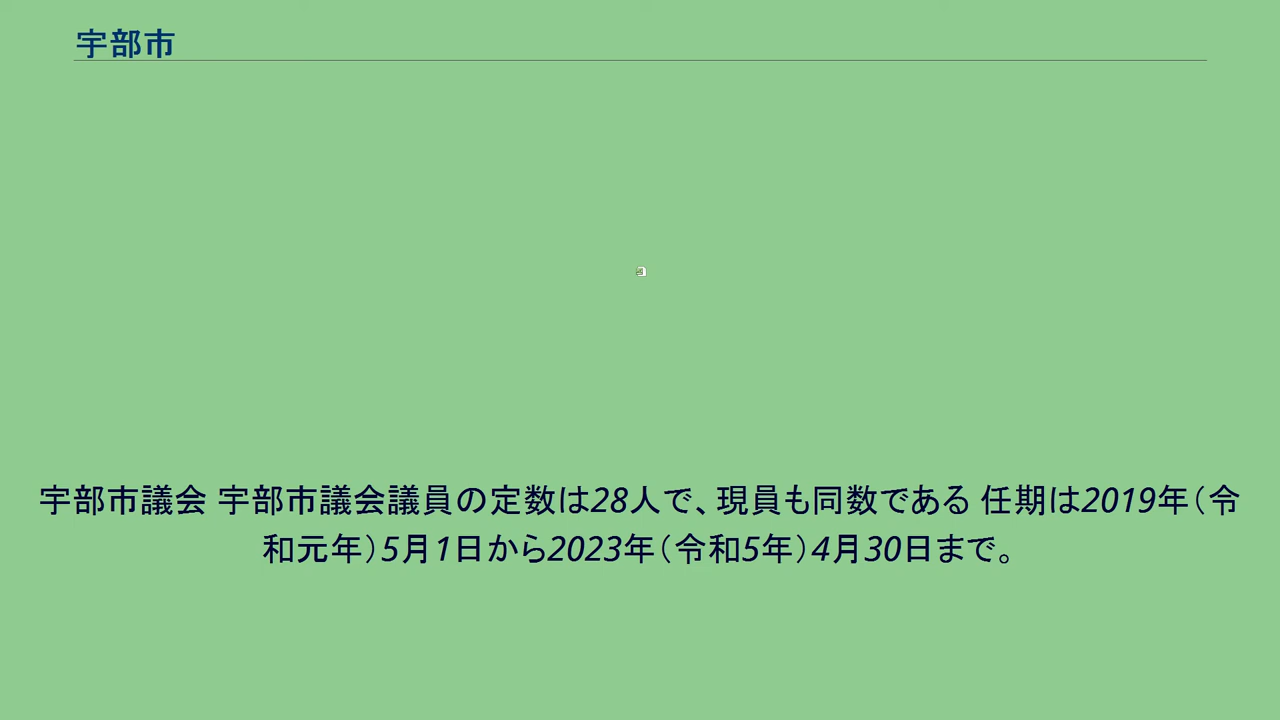 宇部市
宇部市議会 宇部市議会議員の定数は28人で、現員も同数である 任期は2019年（令
和元年）5月1日から2023年（令和5年）4月30日まで。